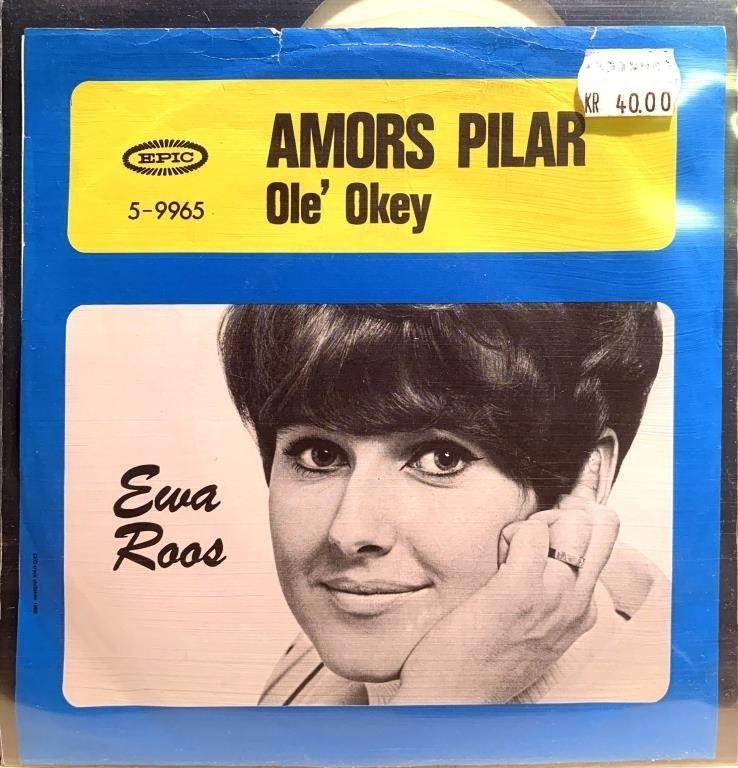 KR 40.00
EPIC
5-9965
AMORS PILAR
Ole' Okey
Ewa
Roos